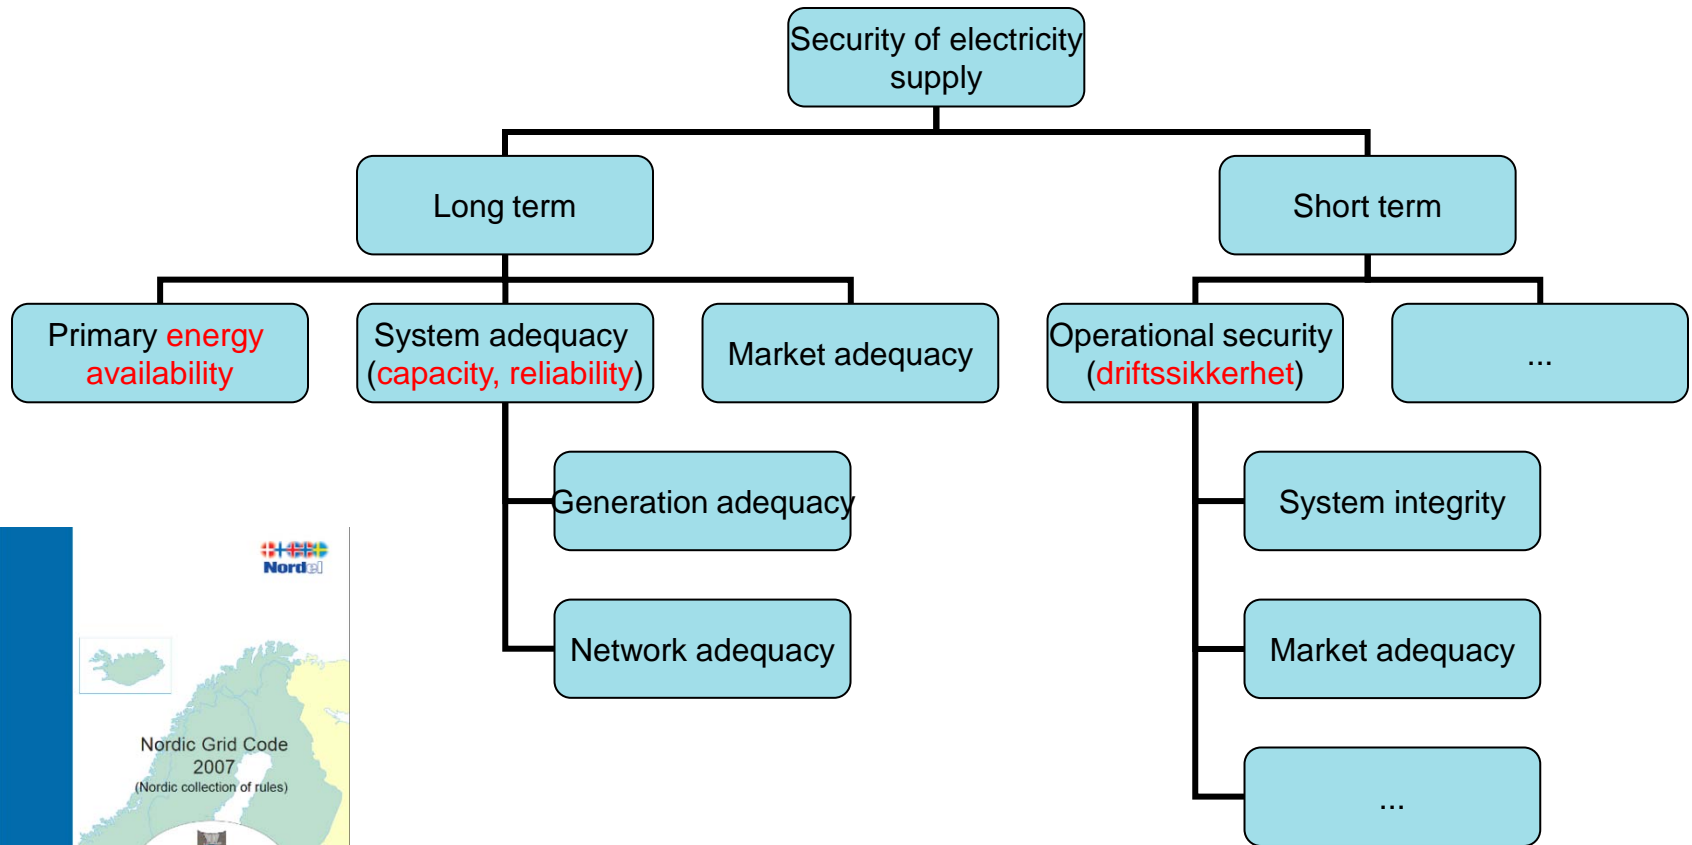 Security of electricity
supply
Long term
Short term
Primary energy
availability
System adequacy
(capacity, reliability)
Market adequacy
Operational security
(driftssikkerhet)
...
Generation adequacy
Network adequacy
System integrity
Market adequacy
...
Nordel
Nordic Grid Code
2007
(Nordic collection of rules)